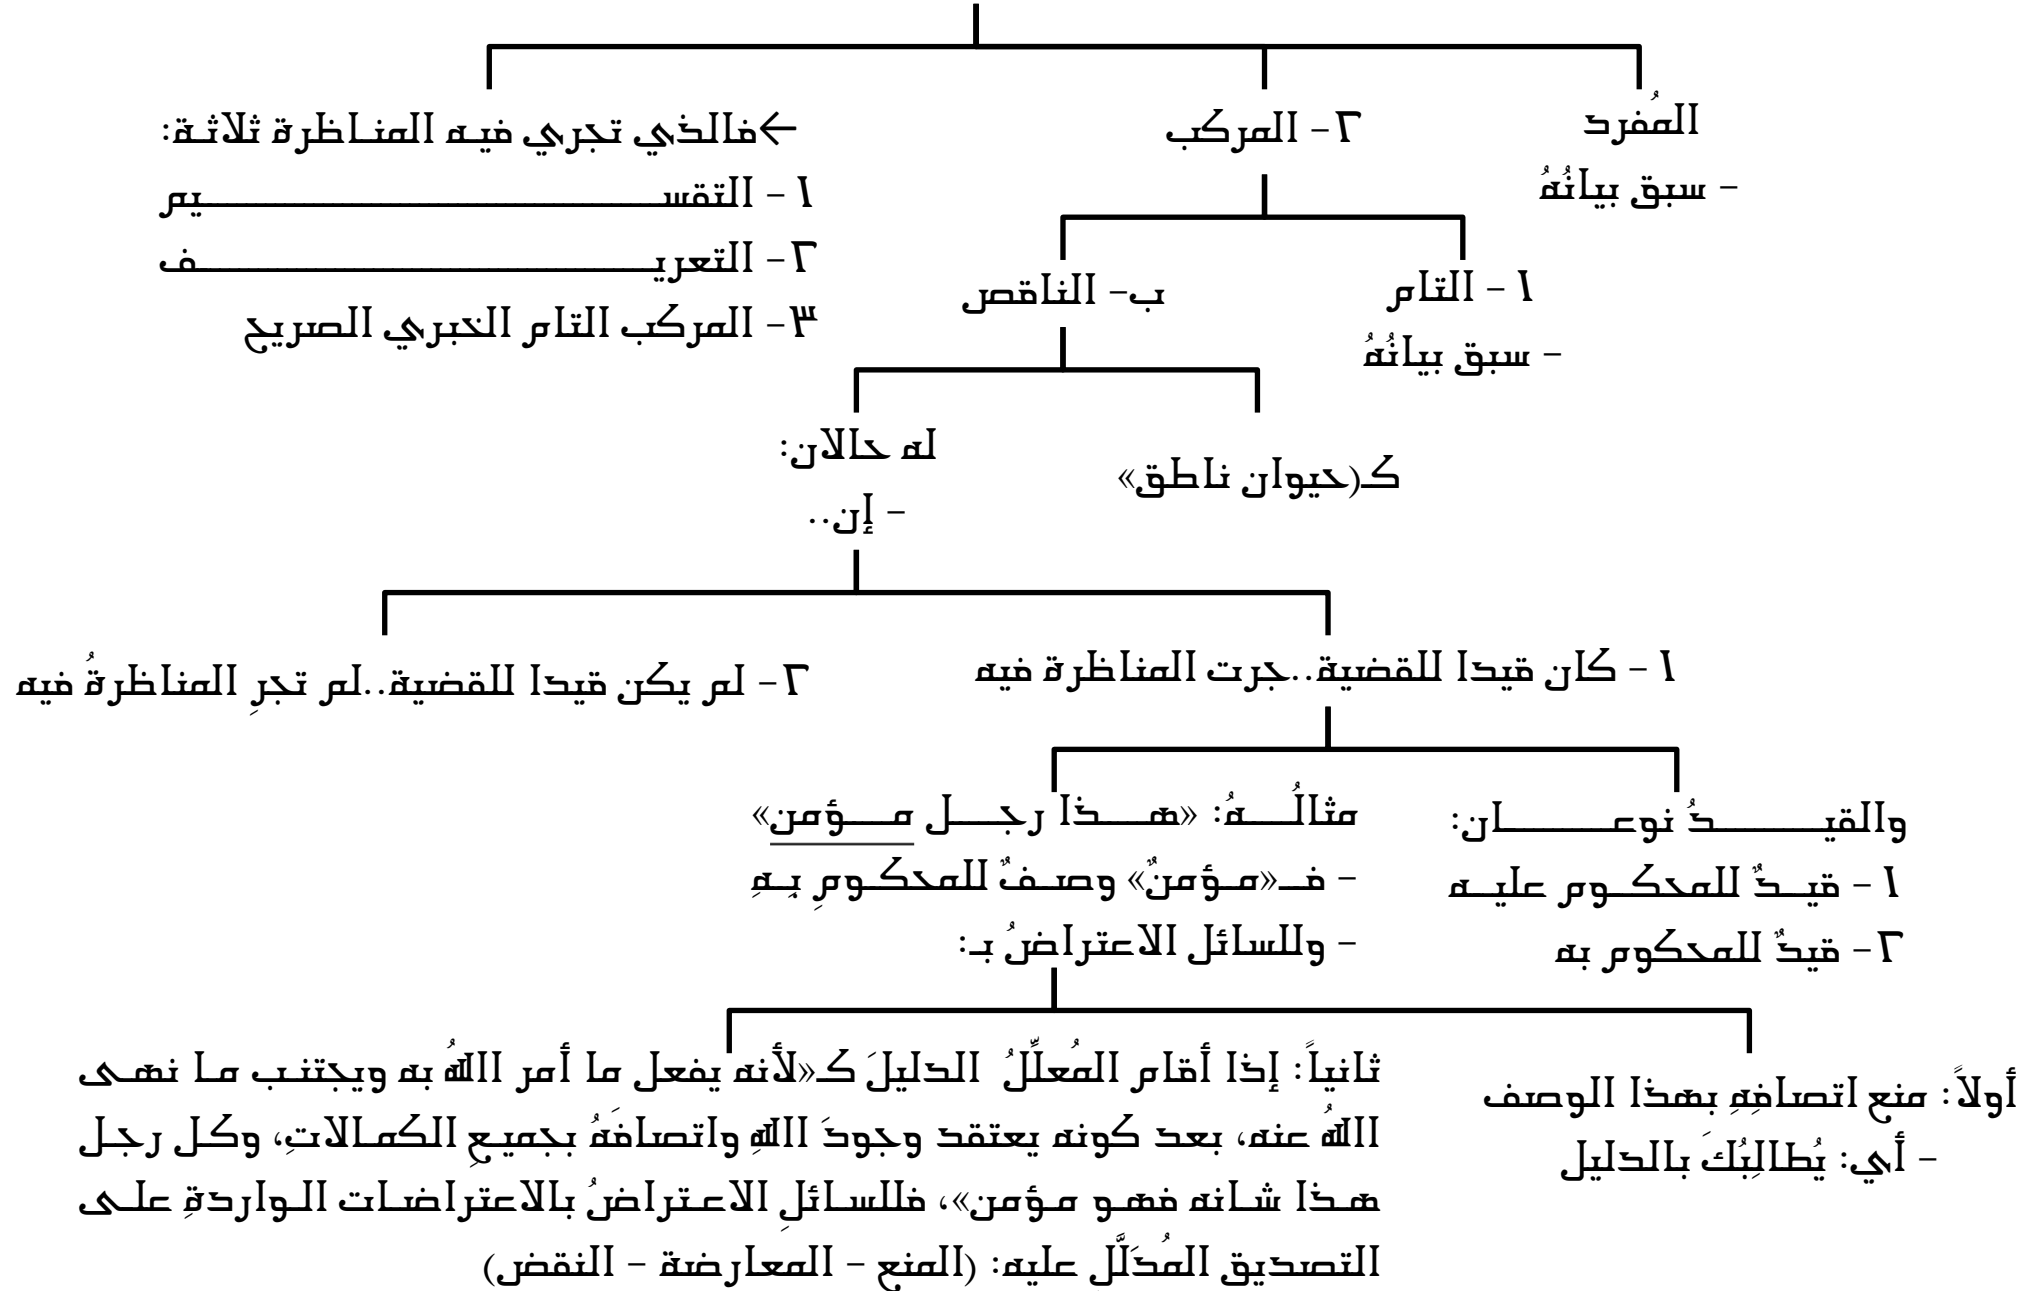 المُفرد
- سبق بيانُهُ
٢- المركب
←فالذي تجري فيه المناظرة ثلاثة:
١- التقسيم
٢- التعريف
٣- المركب التام الخبري الصريح
١- التام
- سبق بيانُهُ
ب- الناقص
كـ(حيوان ناطق»
له حالان:
- إن..
١- كان قيدا للقضية..جرت المناظرة فيه
٢- لم يكن قيدا للقضية..لم تجرِ المناظرةُ فيه
والقيدُ نوعان:
١- قيدٌ للمحكوم عليه
٢- قيدٌ للمحكوم به
مثالُهُ: «هذا رجل مؤمن»
- فـ«مؤمنٌ» وصفٌ للمحكومِ بِهِ
- وللسائل الاعتراضُ بـ:
أولاً: منع اتصافِهِ بهذا الوصف
- أي: يُطالِبُكَ بالدليل
ثانياً: إذا أقام المُعلِّلُ الدليلَ كـ«لأنه يفعل ما أمر اللهُ به ويجتنب ما نهى
اللهُ عنه، بعد كونه يعتقد وجودَ اللهِ واتصافَهُ بجميعِ الكمالاتِ، وكل رجل
هذا شانه فهو مؤمن»، فللسائلِ الاعتراضُ بالاعتراضات الواردةِ على
التصديق المُدَلَّلِ عليه: (المنع - المعارضة - النقض)